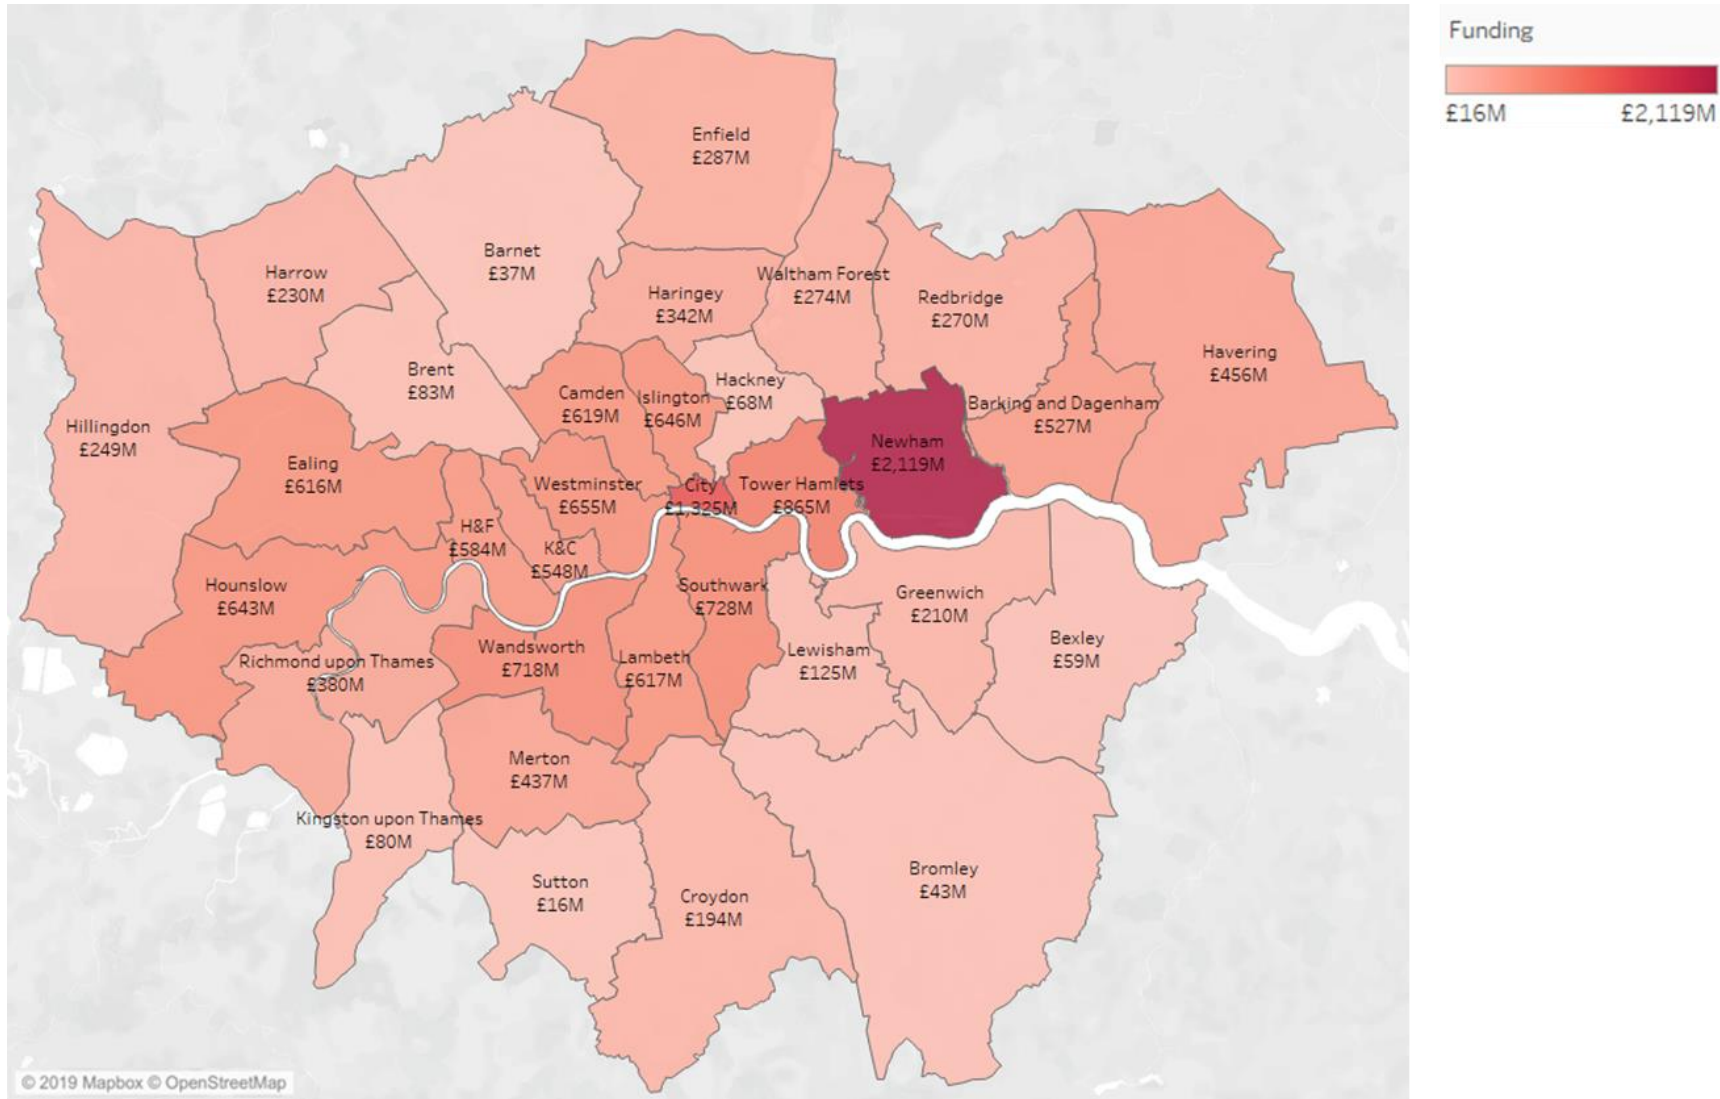 Funding
£16M £2,119M
Enfield
£287M
Barnet
£37M
Harrow
£230M
Haringey
£342M
Waltham Forest
£274M
Redbridge
£270M
Havering
£456M
Brent
£83M
Hackney
£68M
Camden
£619M
Islington
£646M
Barking and Dagenham
£527M
Hillingdon
£249M
Newham
£2,119M
Ealing
£616M
Westminster
£655M
City
£1,325M
Tower Hamlets
£865M
H&F
£584M
K&C
£548M
Hounslow
£643M
Southwark
£728M
Greenwich
£210M
Bexley
£59M
Wandsworth
£718M
Lambeth
£617M
Lewisham
£125M
Richmond upon Thames
£380M
Merton
£437M
Kingston upon Thames
£80M
Sutton
£16M
Croydon
£194M
Bromley
£43M
© 2019 Mapbox © OpenStreetMap